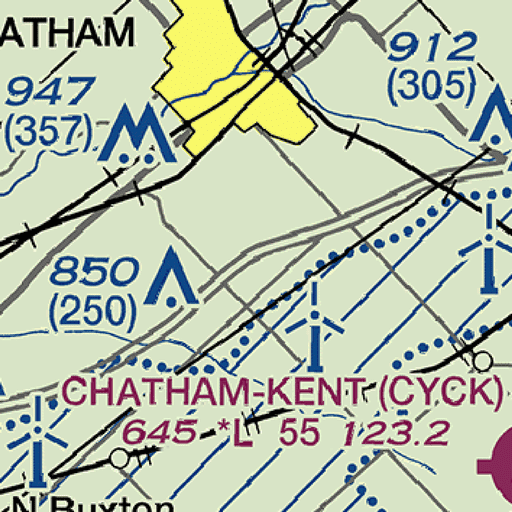 ATHAM
912
(305)
947
(357)
850
(250)
CHATHAM-KENT (CYCK)
645 *L 55 123.2
N Buxton